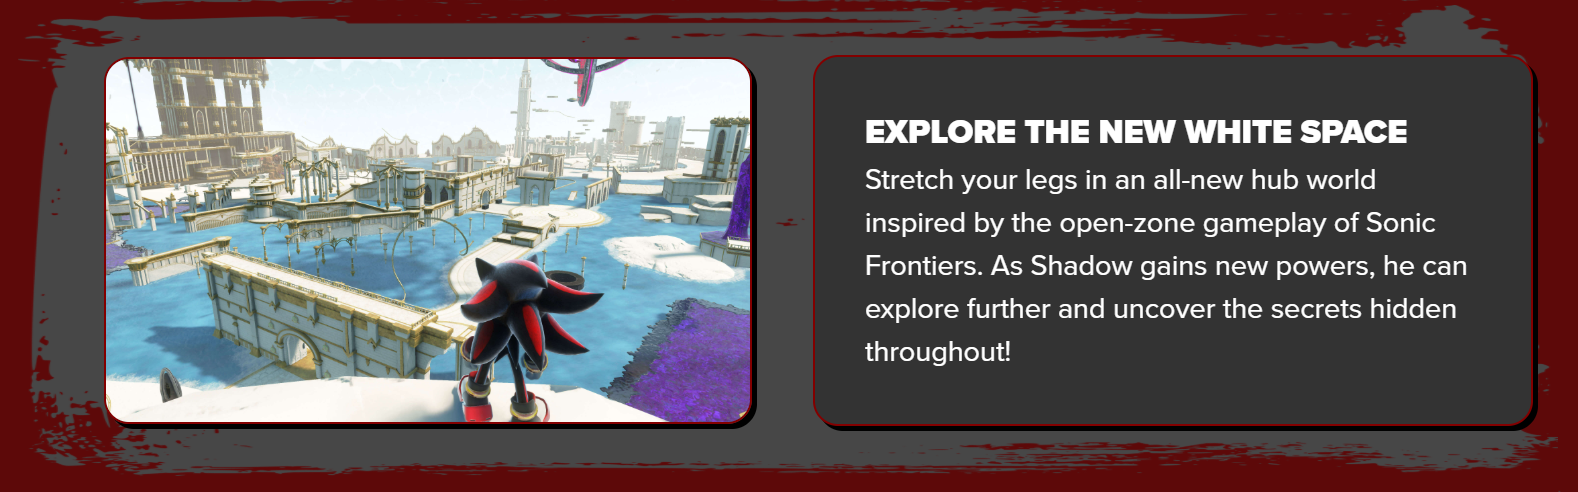 EXPLORE THE NEW WHITE SPACE
Stretch your legs in an all-new hub world
inspired by the open-zone gameplay of Sonic
Frontiers. As Shadow gains new powers, he can
explore further and uncover the secrets hidden
throughout!